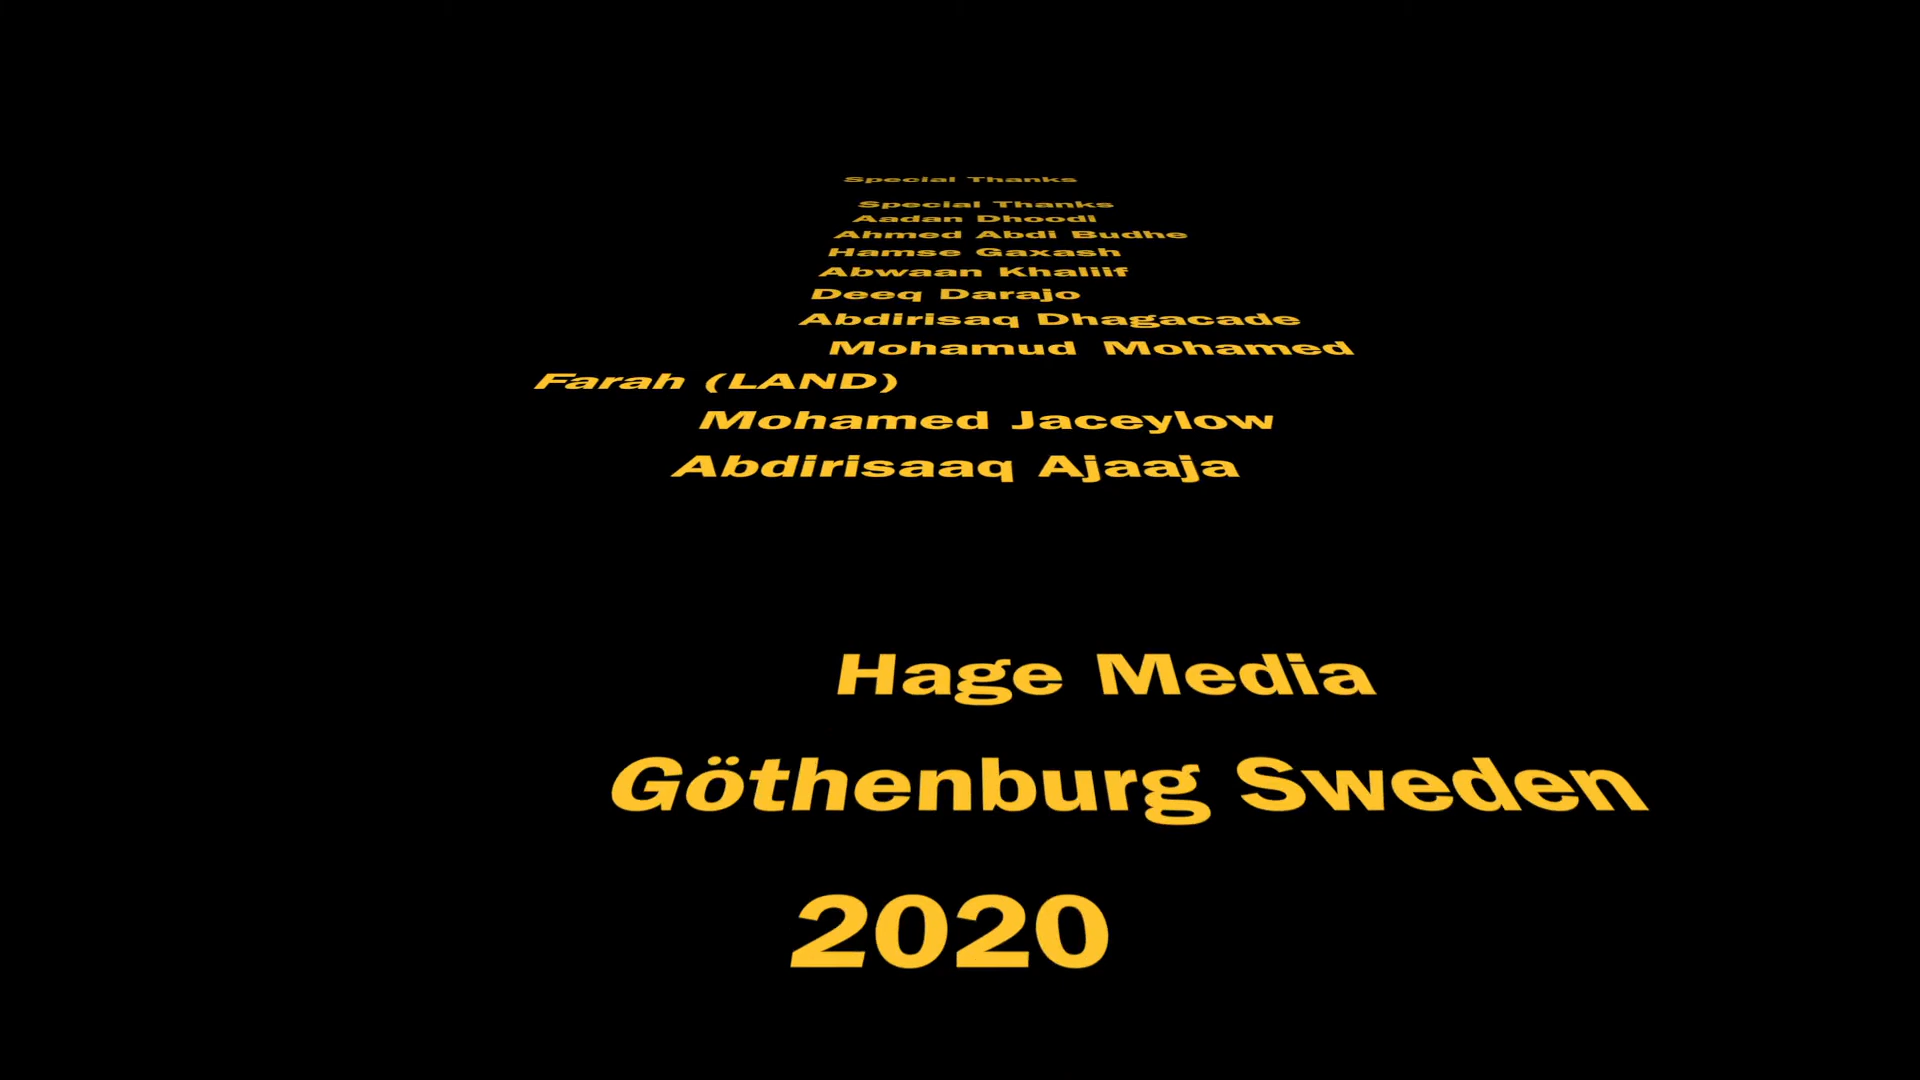 Special Thanks
Special Thanks
Aadan Dhoodi
Ahmed Abdi Budhe
Hamse Gaxash
Abwaan Khaliif
Deeq Darajo
Abdirisaq Dhagacade
Mohamud Mohamed
Farah (LAND)
Mohamed Jaceylow
Abdirisaaq Ajaaja
Hage Media
Göthenburg Sweden
2020